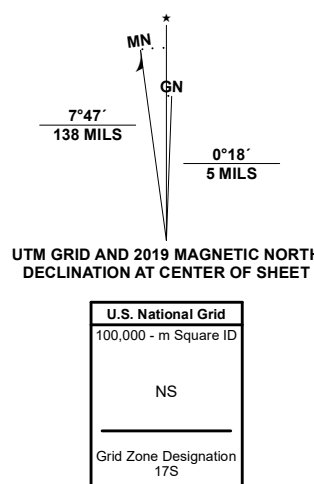 MN
GN
7°47´
138 MILS
0°18´
5 MILS
UTM GRID AND 2019 MAGNETIC NORTH
DECLINATION AT CENTER OF SHEET
U.S. National Grid
100,000 - m Square ID
NS
Grid Zone Designation
17S